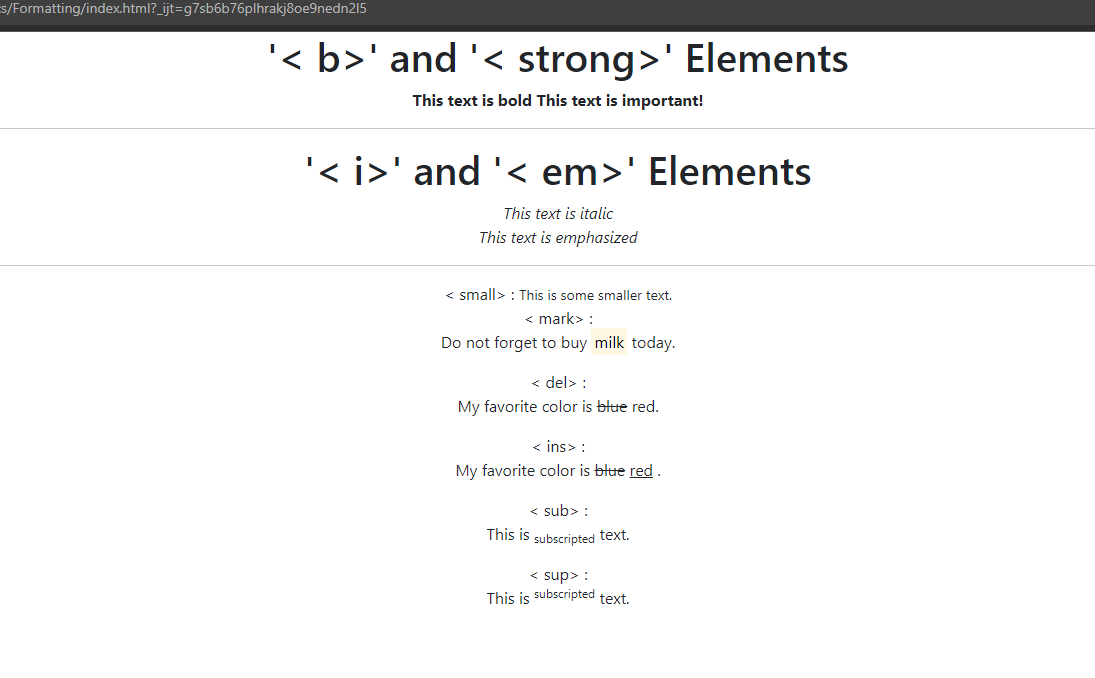 cs/Formatting/index.html?_ijt=g7sb6b76plhrakj8oe9nedn2l5
'< b>' and '< strong>' Elements
This text is bold This text is important!
'< i>' and '< em>' Elements
This text is italic
This text is emphasized
< small> : This is some smaller text.
< mark> :
Do not forget to buy milk today.
< del> :
My favorite color is blue red.
< ins> :
My favorite color is blue red .
< sub> :
This is subscripted text.
< sup> :
This is subscripted text.